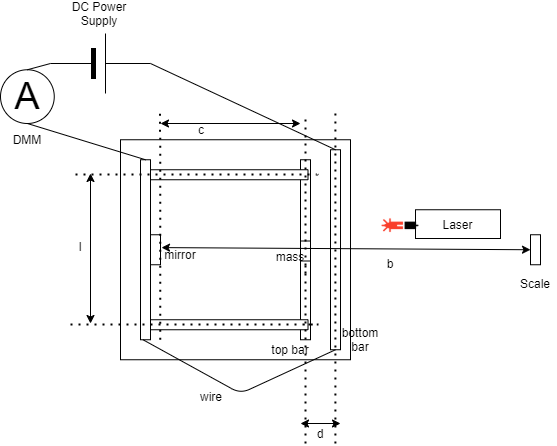 DC Power
Supply
A
DMM
c
Laser
l
mirror
mass
b
Scale
top bar
bottom
bar
wire
d